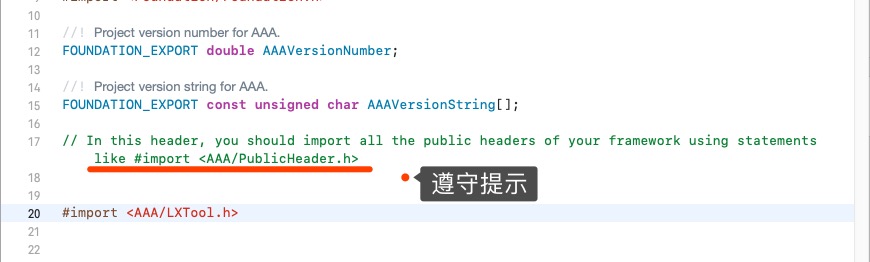 10
11 //! Project version number for AAA.
12 FOUNDATION_EXPORT double AAAVersionNumber;
13
14 //! Project version string for AAA.
15 FOUNDATION_EXPORT const unsigned char AAAVersionString[];
16
17 // In this header, you should import all the public headers of your framework using statements
like #import <AAA/PublicHeader.h>
18 遵守提示
19
20 #import <AAA/LXTool.h>
21
22